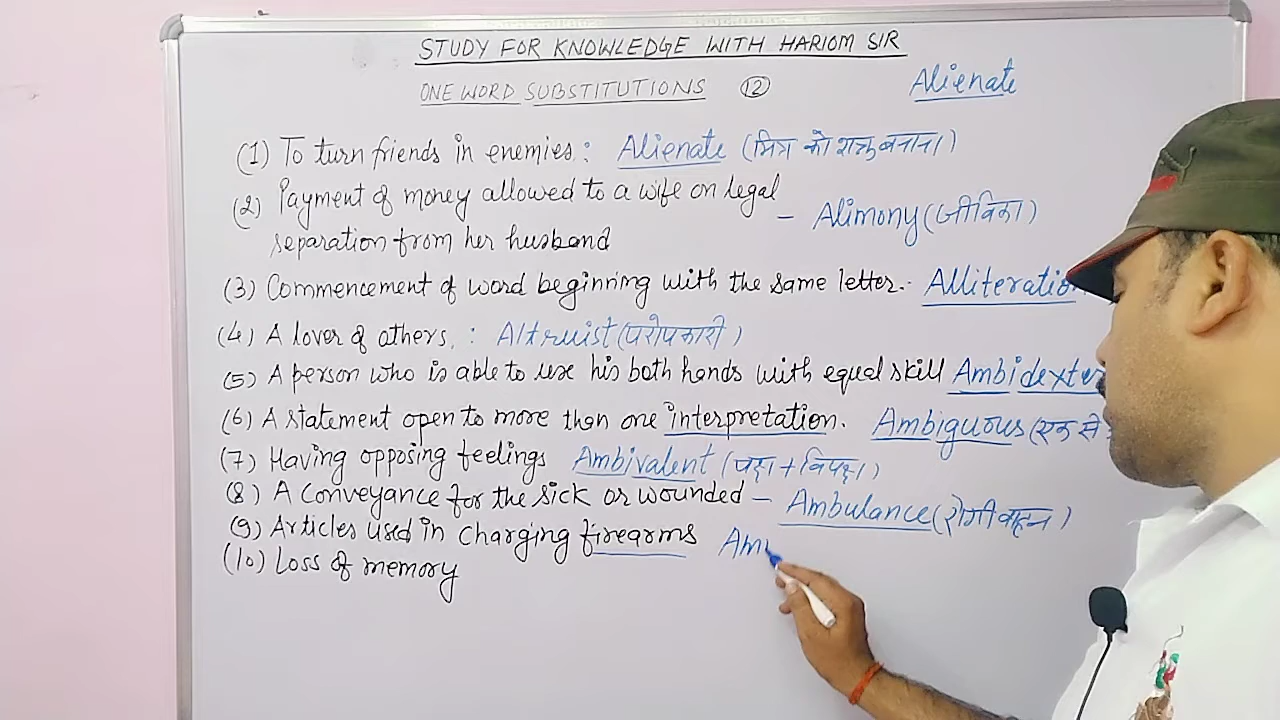 STUDY FOR KNOWLEDGE WITH HARIOM SIR
ONE WORD SUBSTITUTIONS (12)
Alienate
(1) To turn friends in enemies: Alienate (मित्र को शत्रु बनाना)
(2) Payment of money allowed to a wife on legal
separation from her husband - Alimony (जीविका)
(3) Commencement of word beginning with the same letter.- Alliteratio
(4) A lover of others. : Altruist (परोपकारी)
(5) A person who is able to use his both hands with equal skill Ambidexter
(6) A statement open to more than one interpretation. Ambiguous (एक से
(7) Having opposing feelings Ambivalent (पक्ष + विपक्ष)
(8) A Conveyance for the sick or wounded - Ambulance (रोगी वाहन)
(9) Articles used in charging firearms Am
(10) Loss of memory